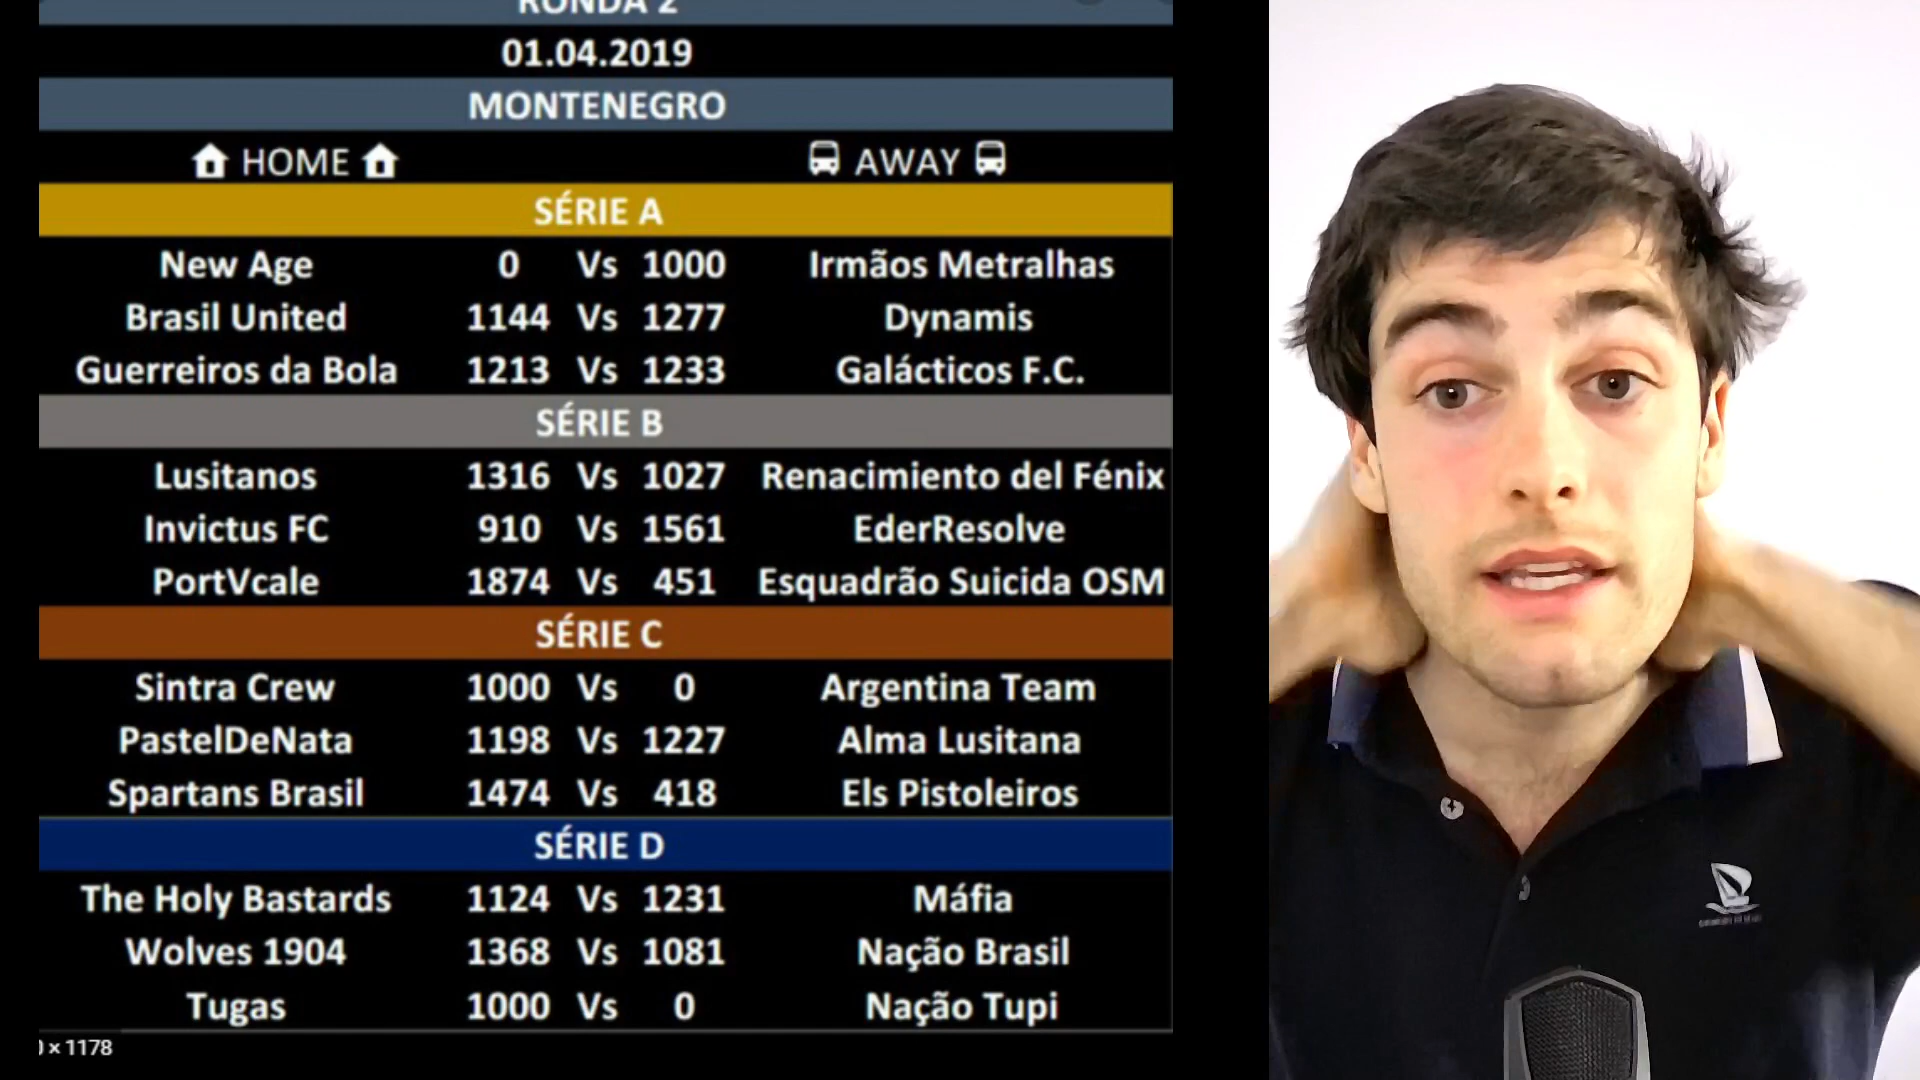 RONDA 2
01.04.2019
MONTENEGRO
HOME AWAY
SÉRIE A
New Age 0 Vs 1000 Irmãos Metralhas
Brasil United 1144 Vs 1277 Dynamis
Guerreiros da Bola 1213 Vs 1233 Galácticos F.C.
SÉRIE B
Lusitanos 1316 Vs 1027 Renacimiento del Fénix
Invictus FC 910 Vs 1561 EderResolve
PortVcale 1874 Vs 451 Esquadrão Suicida OSM
SÉRIE C
Sintra Crew 1000 Vs 0 Argentina Team
PastelDeNata 1198 Vs 1227 Alma Lusitana
Spartans Brasil 1474 Vs 418 Els Pistoleiros
SÉRIE D
The Holy Bastards 1124 Vs 1231 Máfia
Wolves 1904 1368 Vs 1081 Nação Brasil
Tugas 1000 Vs 0 Nação Tupi
× 1178